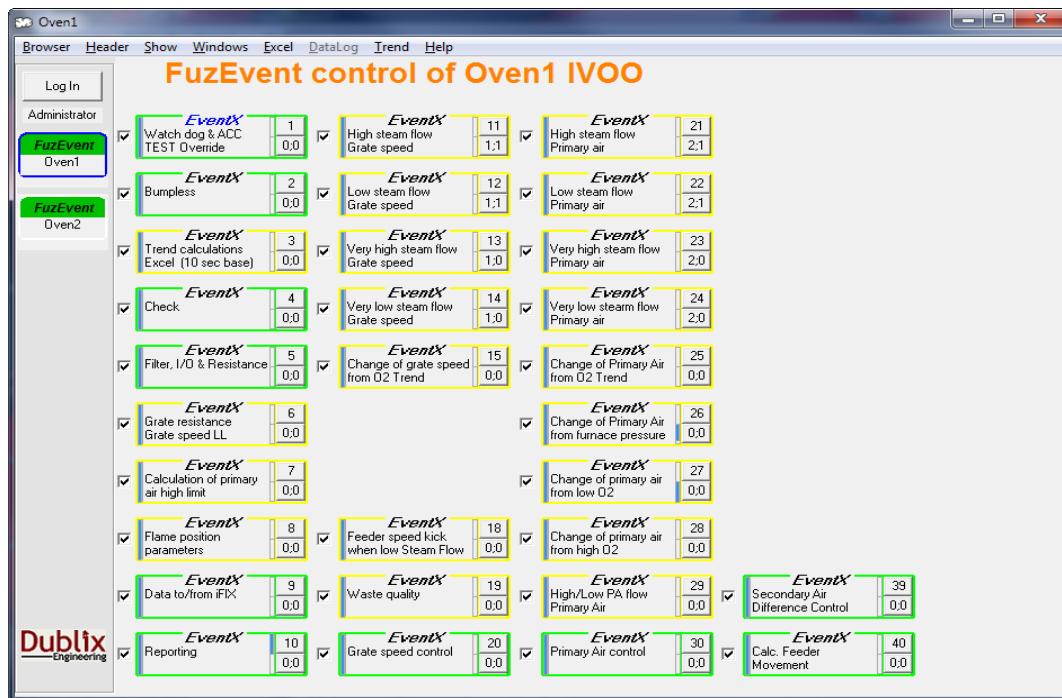 Oven1
Browser Header Show Windows Excel DataLog Trend Help
FuzEvent control of Oven1 IVOO
Log In
Administrator
FuzEvent
Oven1
FuzEvent
Oven2
EventX
Watch dog & ACC
TEST Override
1
0;0
EventX
High steam flow
Grate speed
11
1;1
EventX
High steam flow
Primary air
21
2;1
EventX
Bumpless
2
0;0
EventX
Low steam flow
Grate speed
12
1;1
EventX
Low steam flow
Primary air
22
2;1
EventX
Trend calculations
Excel (10 sec base)
3
0;0
EventX
Very high steam flow
Grate speed
13
1;0
EventX
Very high steam flow
Primary air
23
2;0
EventX
Check
4
0;0
EventX
Very low steam flow
Grate speed
14
1;0
EventX
Very low stearm flow
Primary air
24
2;0
EventX
Filter, I/O & Resistance
5
0;0
EventX
Change of grate speed
from O2 Trend
15
0;0
EventX
Change of Primary Air
from O2 Trend
25
0;0
EventX
Grate resistance
Grate speed LL
6
0;0
EventX
Change of Primary Air
from furnace pressure
26
0;0
EventX
Calculation of primary
air high limit
7
0;0
EventX
Change of primary air
from low O2
27
0;0
EventX
Flame position
parameters
8
0;0
EventX
Feeder speed kick
when low Steam Flow
18
0;0
EventX
Change of primary air
from high O2
28
0;0
EventX
Data to/from iFIX
9
0;0
EventX
Waste quality
19
0;0
EventX
High/Low PA flow
Primary Air
29
0;0
EventX
Secondary Air
Difference Control
39
0;0
Dublix
Engineering
EventX
Reporting
10
0;0
EventX
Grate speed control
20
0;0
EventX
Primary Air control
30
0;0
EventX
Calc. Feeder
Movement
40
0;0